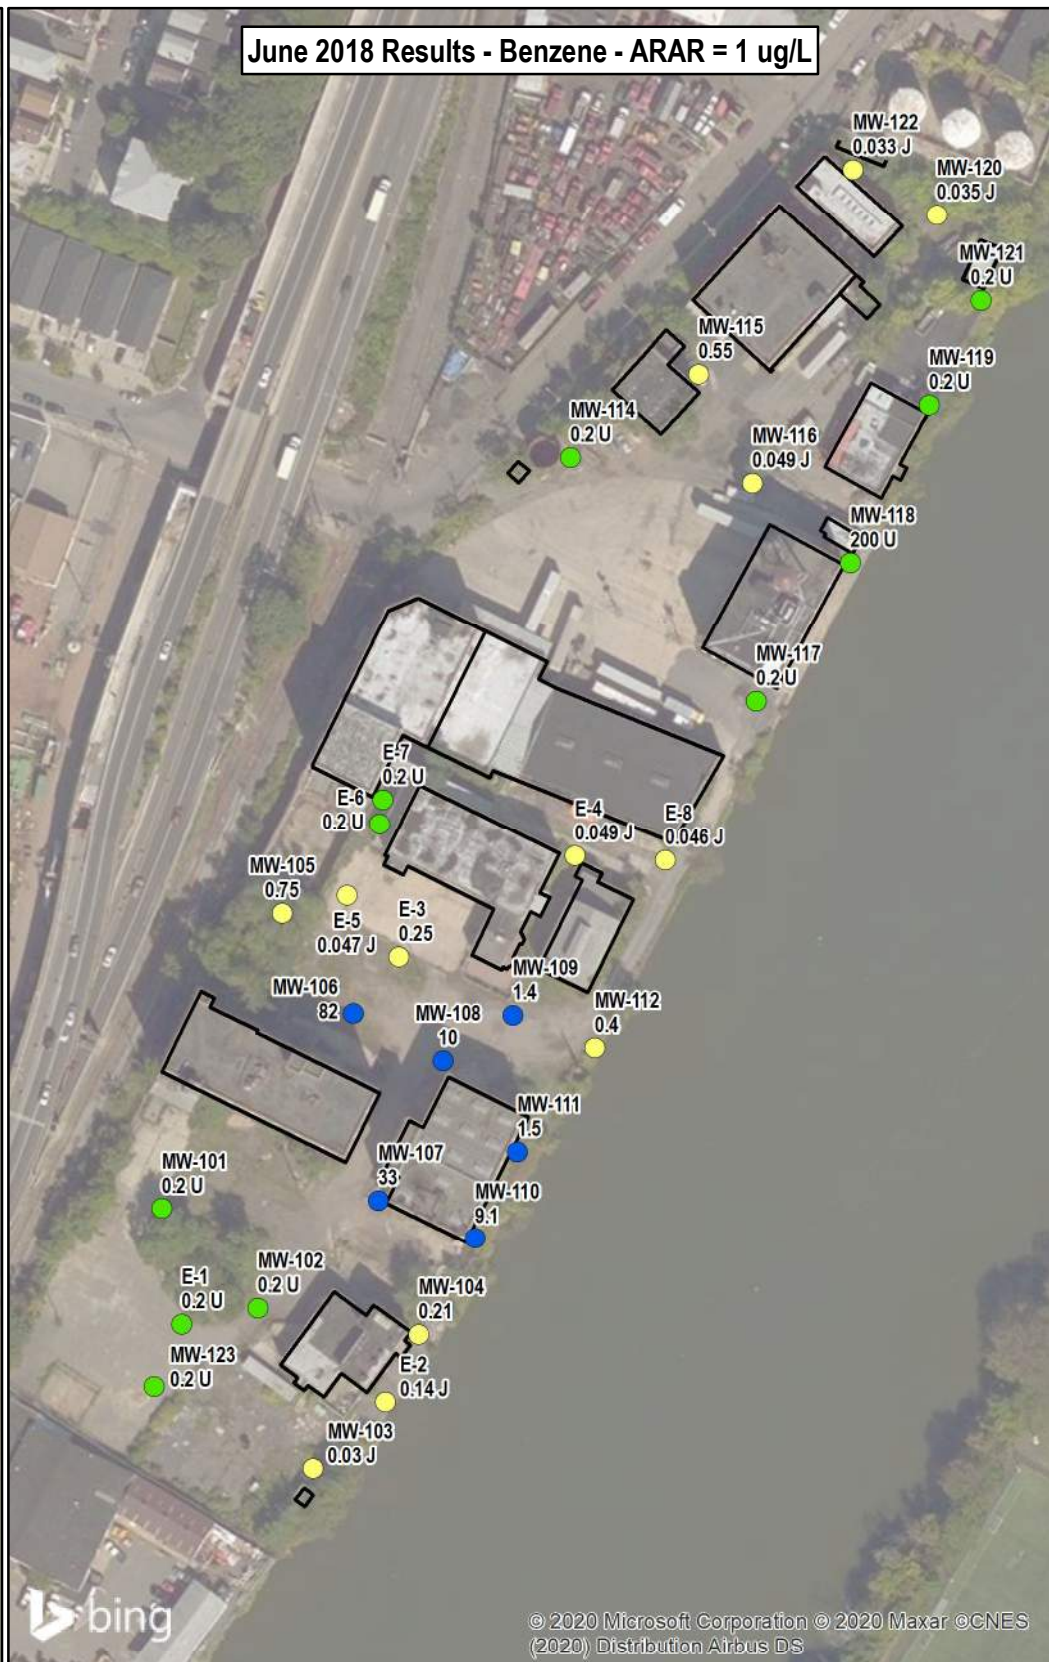 June 2018 Results - Benzene - ARAR = 1 ug/L
MW-122
0.033 J
MW-120
0.035 J
MW-121
0.2 U
MW-115
0.55
MW-119
0.2 U
MW-114
0.2 U
MW-116
0.049 J
MW-118
200 U
MW-117
0.2 U
E-7
0.2 U
E-6
0.2 U
E-4
0.049 J
E-8
0.046 J
MW-105
0.75
E-5
0.047 J
E-3
0.25
MW-109
1.4
MW-106
82
MW-108
10
MW-112
0.4
MW-111
1.5
MW-107
33
MW-110
9.1
MW-101
0.2 U
MW-102
0.2 U
E-1
0.2 U
MW-104
0.21
MW-123
0.2 U
E-2
0.14 J
MW-103
0.03 J
bing
© 2020 Microsoft Corporation © 2020 Maxar ©CNES
(2020) Distribution Airbus DS